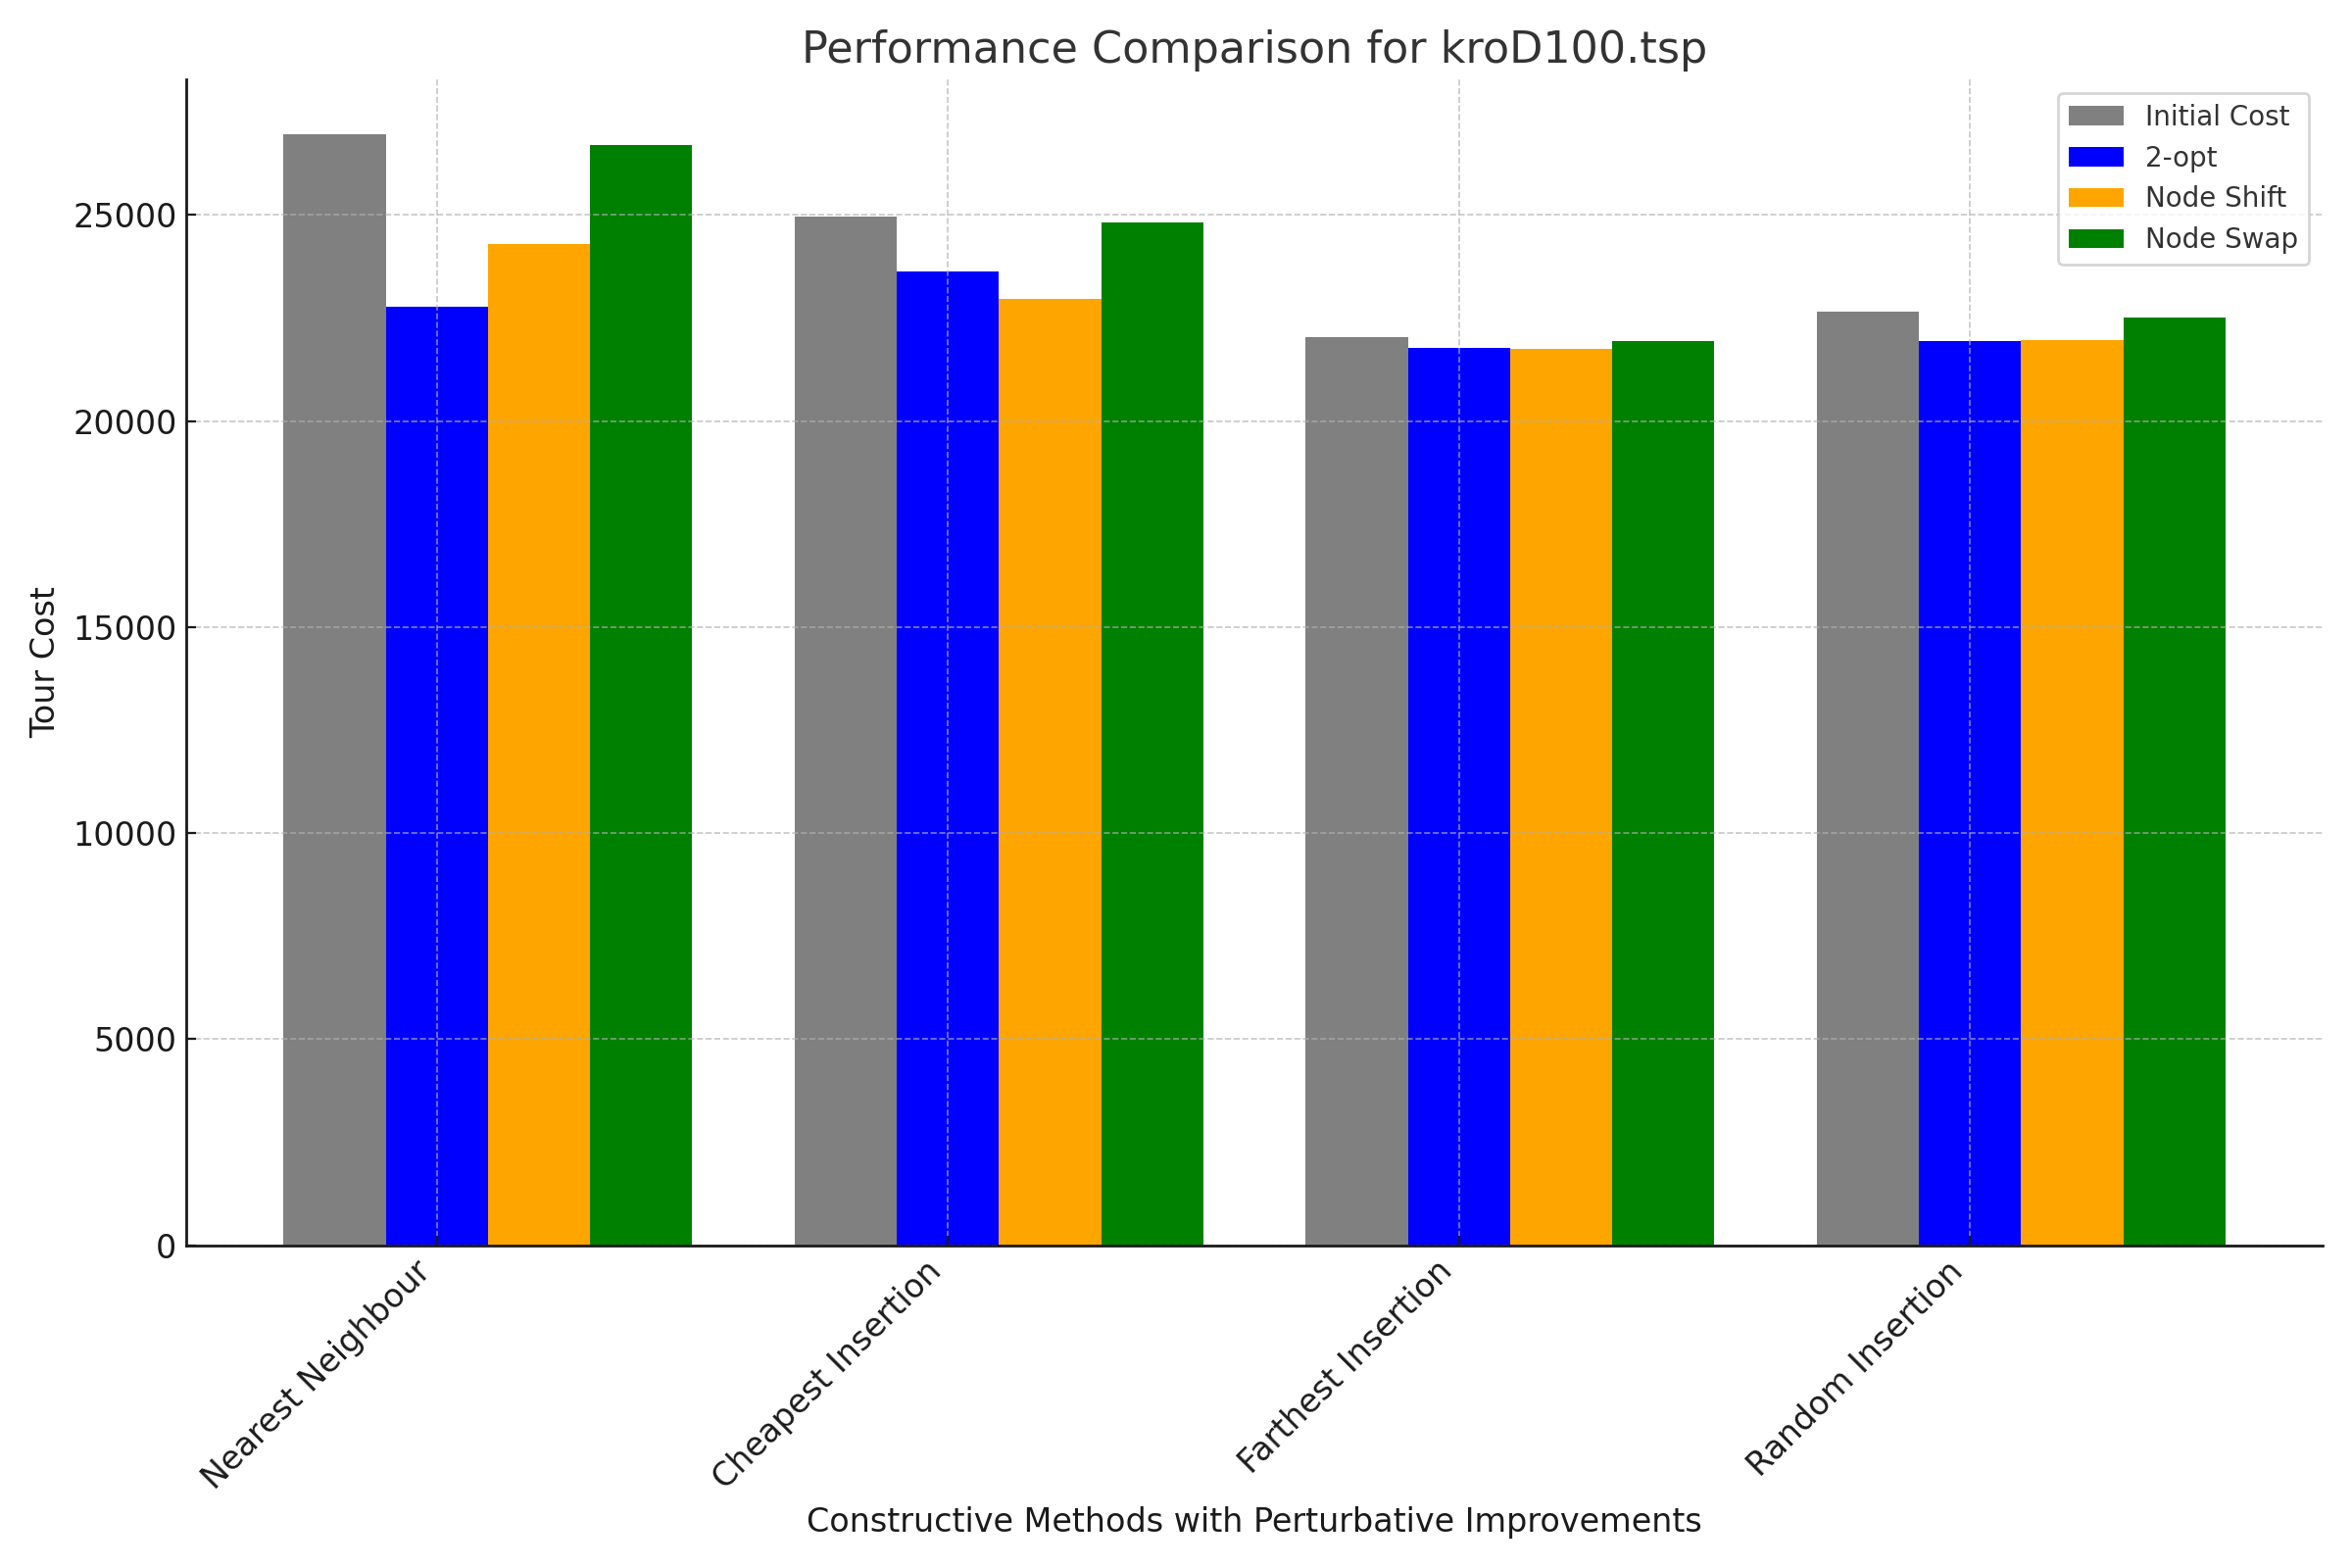 Performance Comparison for kroD100.tsp
Initial Cost
2-opt
Node Shift
Node Swap
Tour Cost
25000
20000
15000
10000
5000
0
Nearest Neighbour
Cheapest Insertion
Farthest Insertion
Random Insertion
Constructive Methods with Perturbative Improvements